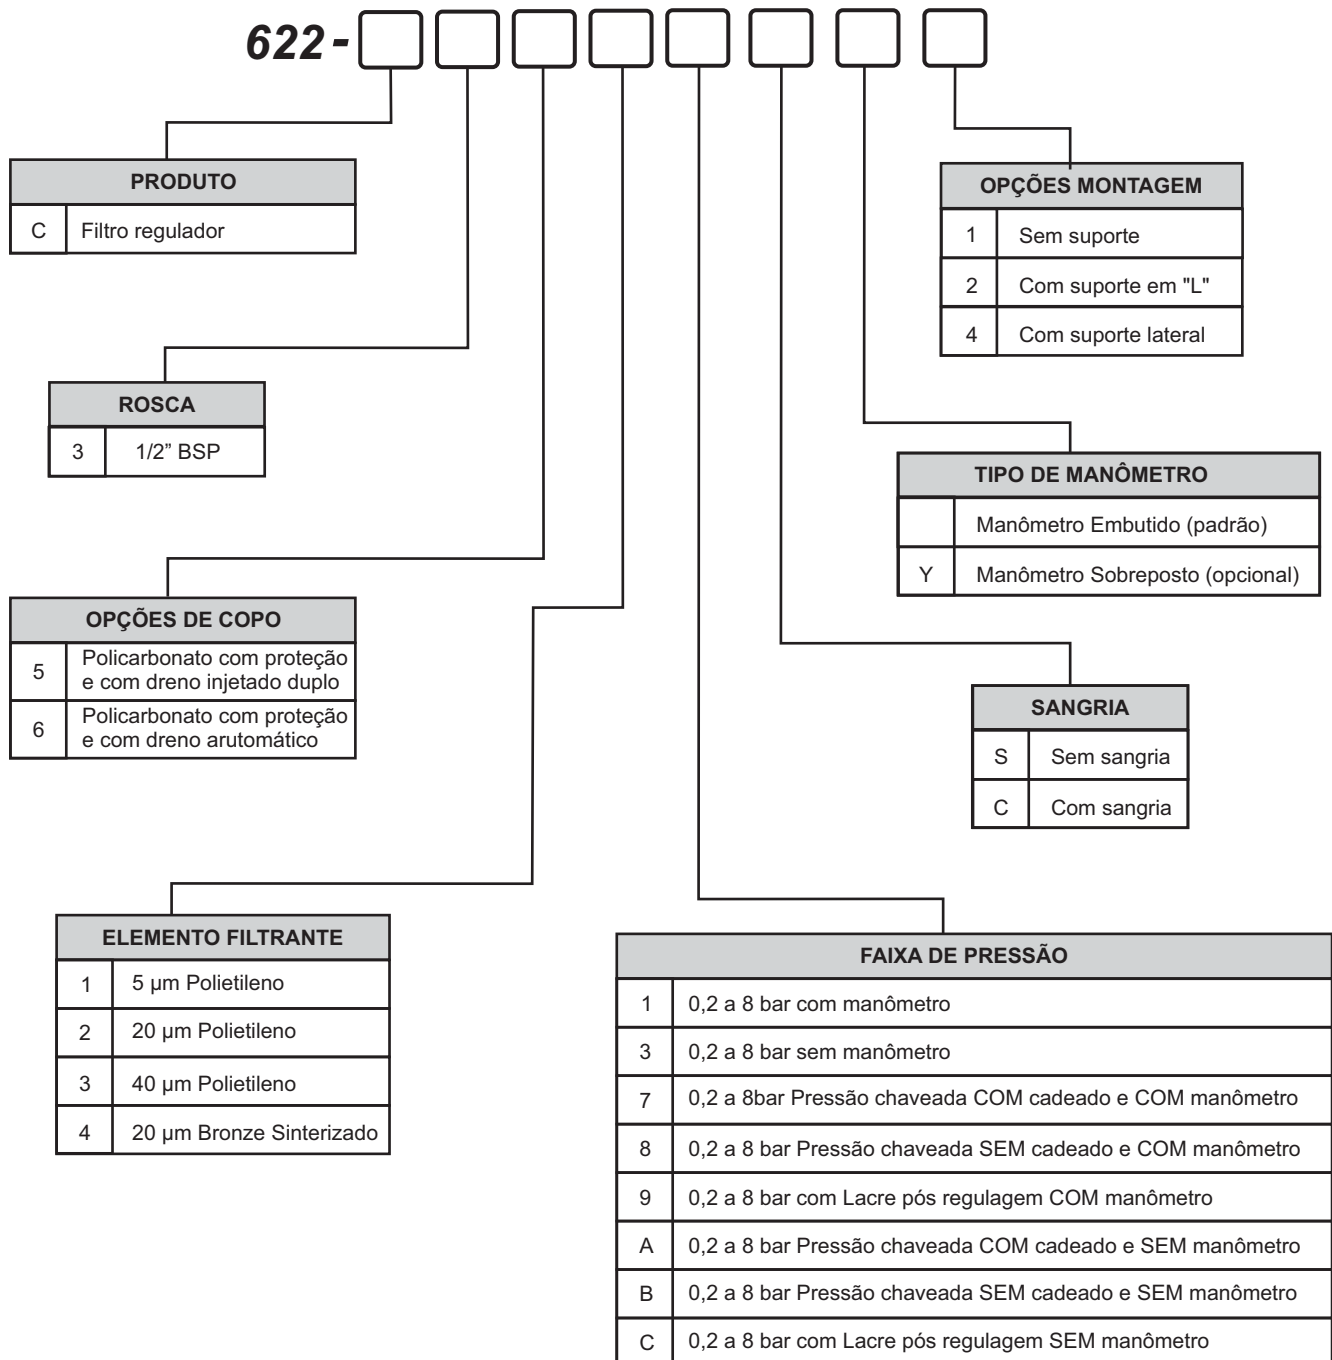 622-
PRODUTO
C Filtro regulador
ROSCA
3 1/2” BSP
OPÇÕES DE COPO
5 Policarbonato com proteção
e com dreno injetado duplo
6 Policarbonato com proteção
e com dreno arutomático
ELEMENTO FILTRANTE
1 5 µm Polietileno
2 20 µm Polietileno
3 40 µm Polietileno
4 20 µm Bronze Sinterizado
OPÇÕES MONTAGEM
1 Sem suporte
2 Com suporte em "L"
4 Com suporte lateral
TIPO DE MANÔMETRO
Manômetro Embutido (padrão)
Y Manômetro Sobreposto (opcional)
SANGRIA
S Sem sangria
C Com sangria
FAIXA DE PRESSÃO
1 0,2 a 8 bar com manômetro
3 0,2 a 8 bar sem manômetro
7 0,2 a 8bar Pressão chaveada COM cadeado e COM manômetro
8 0,2 a 8 bar Pressão chaveada SEM cadeado e COM manômetro
9 0,2 a 8 bar com Lacre pós regulagem COM manômetro
A 0,2 a 8 bar Pressão chaveada COM cadeado e SEM manômetro
B 0,2 a 8 bar Pressão chaveada SEM cadeado e SEM manômetro
C 0,2 a 8 bar com Lacre pós regulagem SEM manômetro